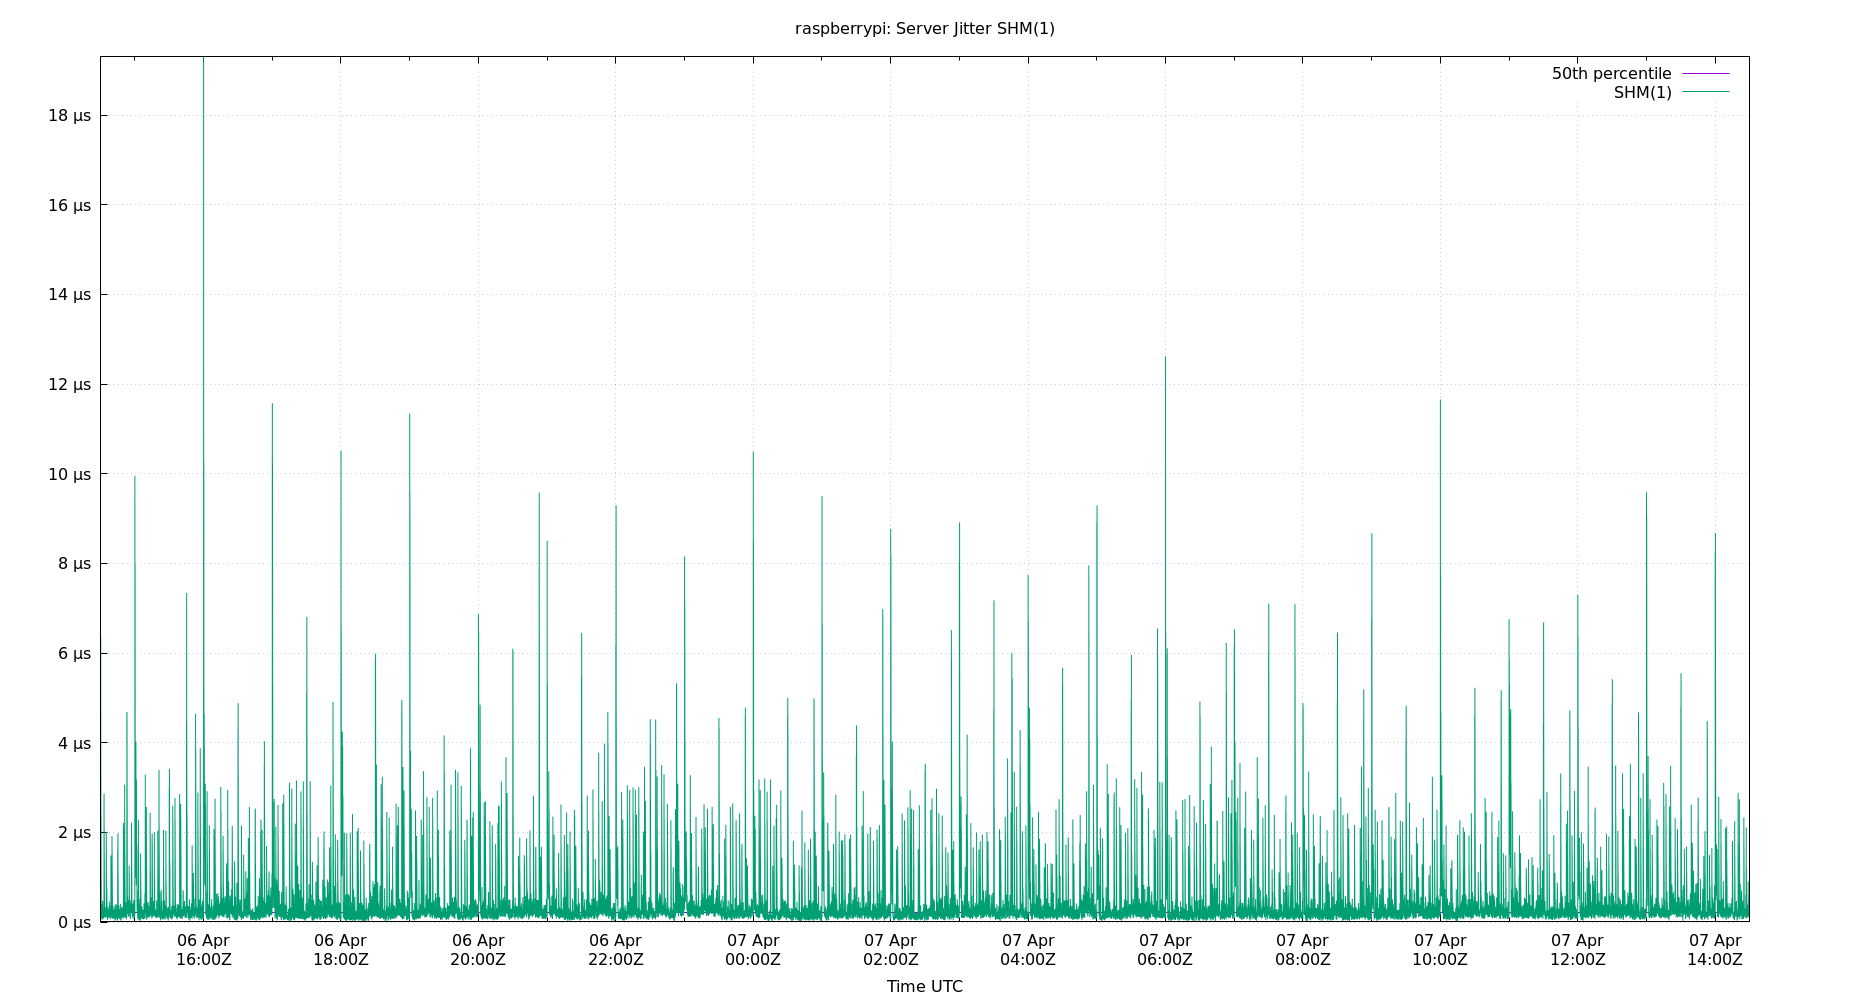 raspberrypi: Server Jitter SHM(1)
50th percentile
SHM(1)
18 µs
16 µs
14 µs
12 µs
10 µs
8 µs
6 µs
4 µs
2 µs
0 µs
06 Apr 06 Apr 06 Apr 06 Apr 07 Apr 07 Apr 07 Apr 07 Apr 07 Apr 07 Apr 07 Apr 07 Apr
16:00Z 18:00Z 20:00Z 22:00Z 00:00Z 02:00Z 04:00Z 06:00Z 08:00Z 10:00Z 12:00Z 14:00Z
Time UTC